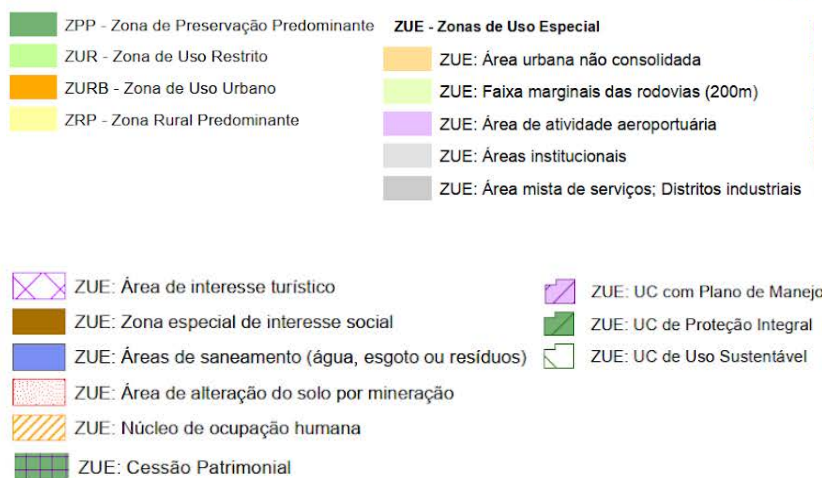 ZPP - Zona de Preservação Predominante
ZUR - Zona de Uso Restrito
ZURB - Zona de Uso Urbano
ZRP - Zona Rural Predominante
ZUE - Zonas de Uso Especial
ZUE: Área urbana não consolidada
ZUE: Faixa marginais das rodovias (200m)
ZUE: Área de atividade aeroportuária
ZUE: Áreas institucionais
ZUE: Área mista de serviços; Distritos industriais
ZUE: Área de interesse turístico
ZUE: Zona especial de interesse social
ZUE: Áreas de saneamento (água, esgoto ou resíduos)
ZUE: Área de alteração do solo por mineração
ZUE: Núcleo de ocupação humana
ZUE: Cessão Patrimonial
ZUE: UC com Plano de Manejo
ZUE: UC de Proteção Integral
ZUE: UC de Uso Sustentável